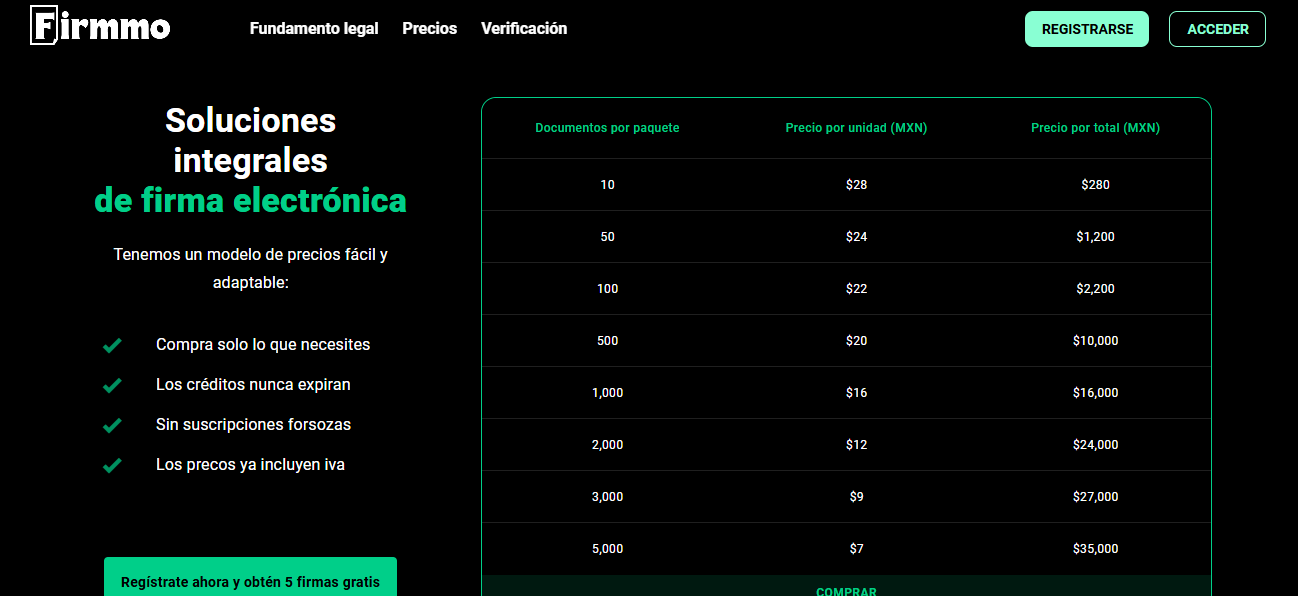 Firmmo
Fundamento legal Precios Verificación
REGISTRARSE ACCEDER
Soluciones
integrales
de firma electrónica
Tenemos un modelo de precios fácil y
adaptable:
Compra solo lo que necesites
Los créditos nunca expiran
Sin suscripciones forsozas
Los precos ya incluyen iva
Regístrate ahora y obtén 5 firmas gratis
Documentos por paquete Precio por unidad (MXN) Precio por total (MXN)
10 $28 $280
50 $24 $1,200
100 $22 $2,200
500 $20 $10,000
1,000 $16 $16,000
2,000 $12 $24,000
3,000 $9 $27,000
5,000 $7 $35,000
COMPRAR